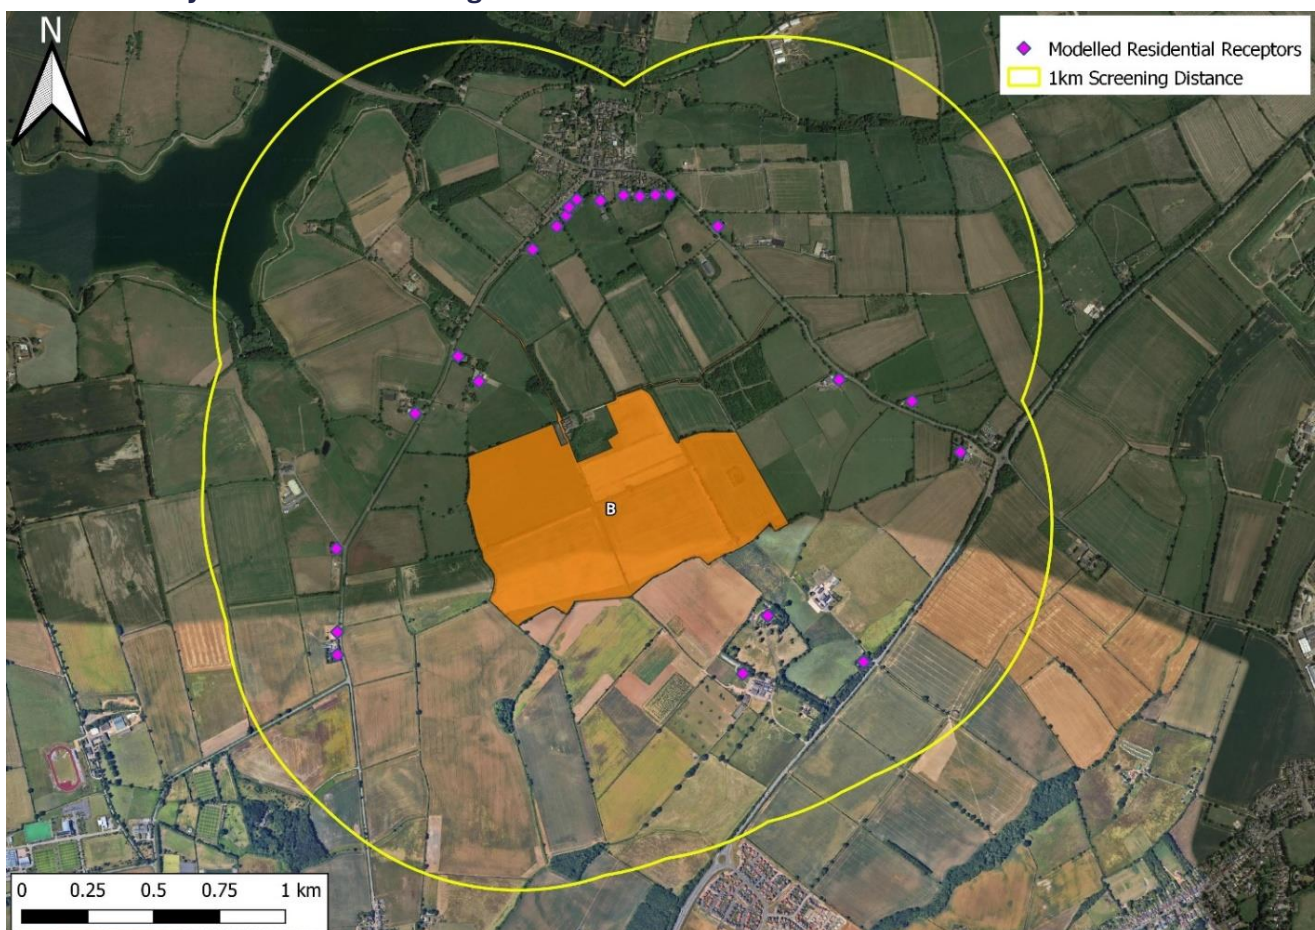 N
Modelled Residential Receptors
1km Screening Distance
B
0 0.25 0.5 0.75 1 km